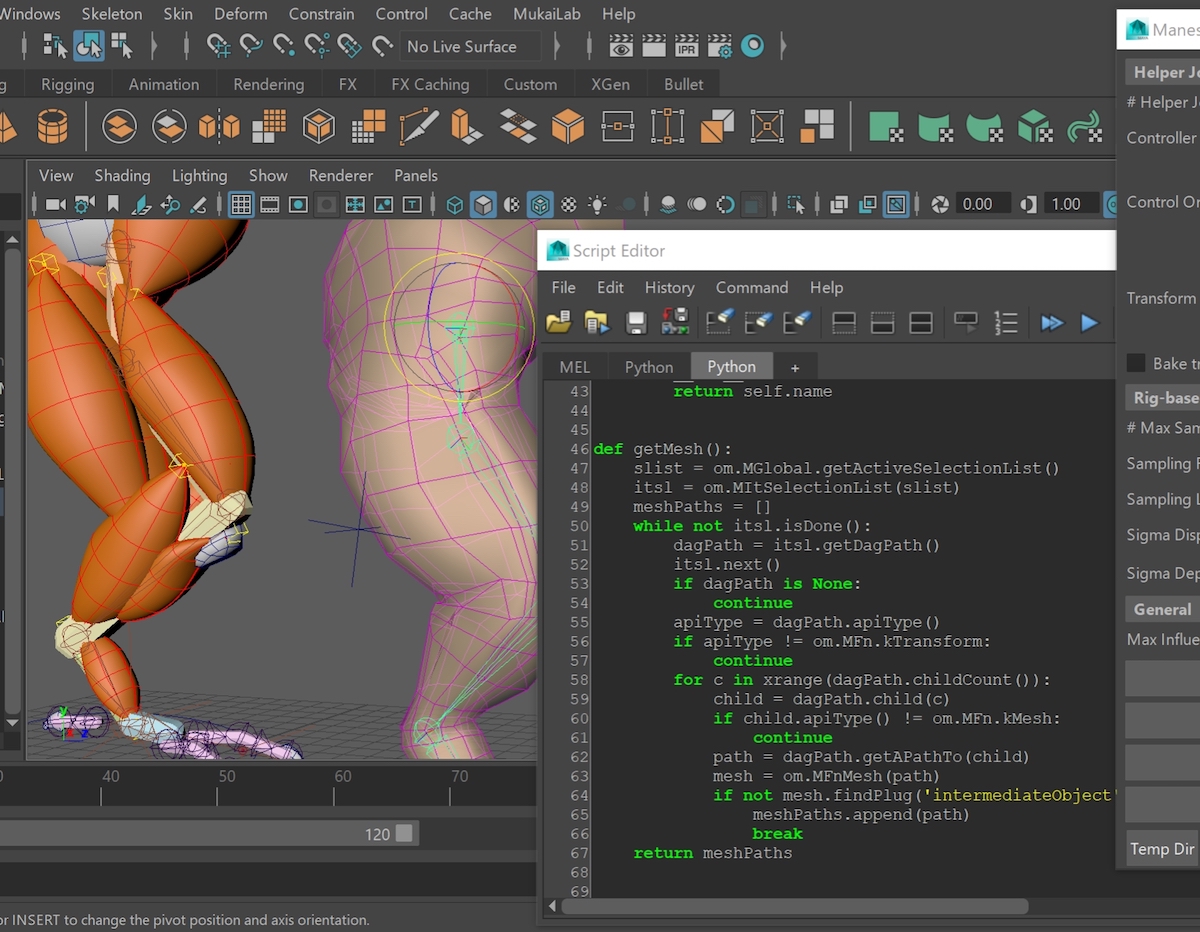 Windows Skeleton Skin Deform Constrain Control Cache MukaiLab Help
No Live Surface
IPR
Rigging Animation Rendering FX FX Caching Custom XGen Bullet
View Shading Lighting Show Renderer Panels
0.00 1.00
Script Editor
File Edit History Command Help
MEL Python Python +
43 return self.name
44
45
46 def getMesh():
47 slist = om.MGlobal.getActiveSelectionList()
48 itsl = om.MItSelectionList(slist)
49 meshPaths = []
50 while not itsl.isDone():
51 dagPath = itsl.getDagPath()
52 itsl.next()
53 if dagPath is None:
54 continue
55 apiType = dagPath.apiType()
56 if apiType != om.MFn.kTransform:
57 continue
58 for c in xrange(dagPath.childCount()):
59 child = dagPath.child(c)
60 if child.apiType() != om.MFn.kMesh:
61 continue
62 path = dagPath.getAPathTo(child)
63 mesh = om.MFnMesh(path)
64 if not mesh.findPlug('intermediateObject'
65 meshPaths.append(path)
66 break
67 return meshPaths
68
69
Manes
Helper Jo
# Helper Jo
Controller
Control Or
Transform
Bake tr
Rig-base
# Max Sam
Sampling
Sampling
Sigma Disp
Sigma Dep
General
Max Influe
Temp Dir
40 50 60 70
120
or INSERT to change the pivot position and axis orientation.